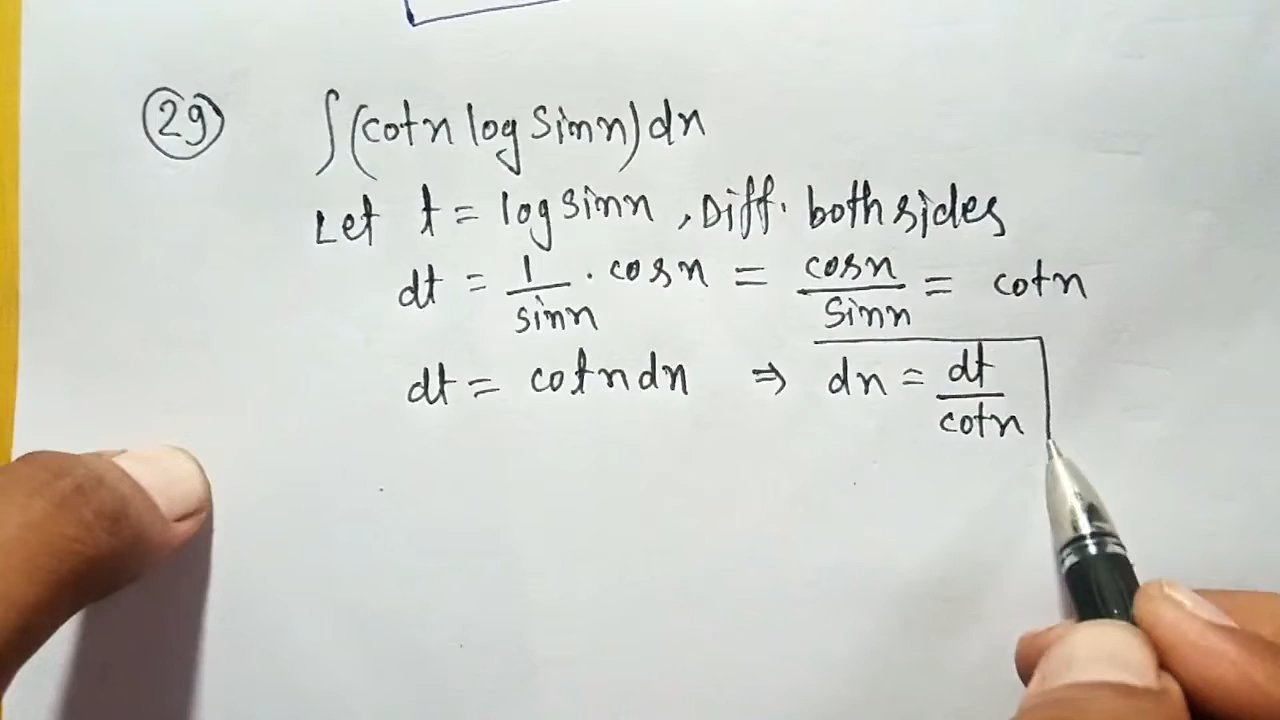 29 ∫(cotx log sinx) dx
Let t = log sinx, Diff. both sides
dt = 1/sinx · cosx = cosx/sinx = cotx
dt = cotx dx ⇒ dx = dt/cotx